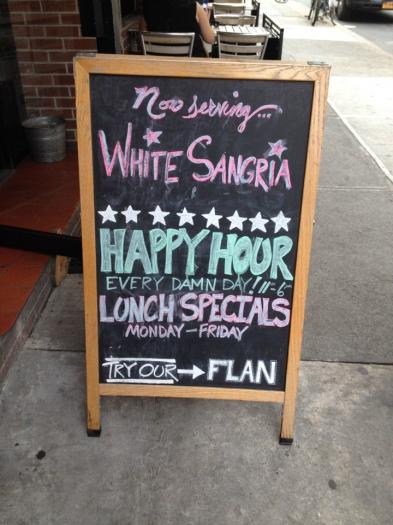 Now serving...
WHITE SANGRIA
HAPPY HOUR
EVERY DAMN DAY! 11-6
LUNCH SPECIALS
MONDAY - FRIDAY
TRY OUR → FLAN